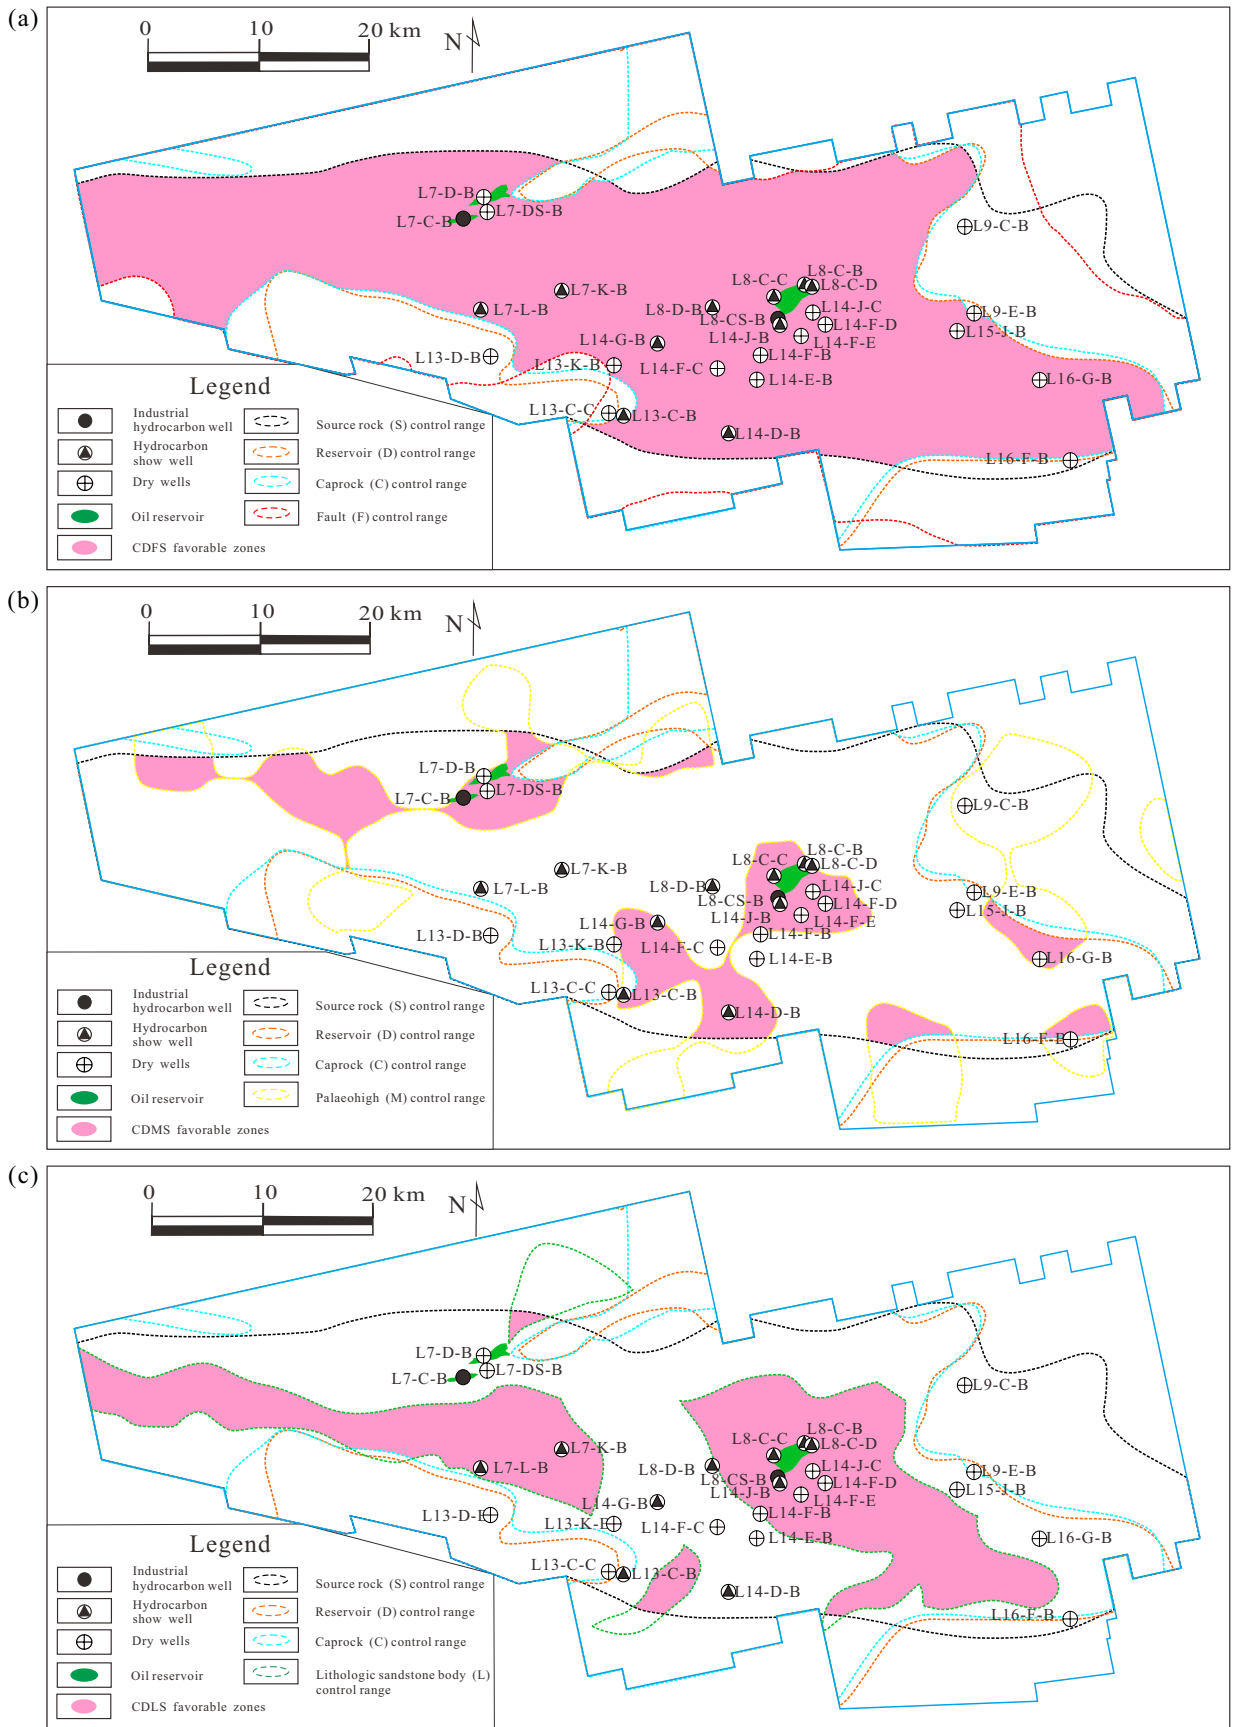 (a)
0 10 20 km
N
L7-D-B
L7-DS-B
L7-C-B
L9-C-B
L8-C-B
L8-C-C
L8-C-D
L7-K-B
L7-L-B
L8-D-B
L14-J-C
L9-E-B
L8-CS-B
L14-F-D
L15-J-B
L14-G-B
L14-J-B
L14-F-E
L13-D-B
L14-F-B
L13-K-B
L14-F-C
L14-E-B
L16-G-B
L13-C-C
L13-C-B
L14-D-B
L16-F-B
Legend
Industrial
hydrocarbon well
Source rock (S) control range
Hydrocarbon
show well
Reservoir (D) control range
Dry wells
Caprock (C) control range
Oil reservoir
Fault (F) control range
CDFS favorable zones
(b)
0 10 20 km
N
L7-D-B
L7-DS-B
L7-C-B
L9-C-B
L8-C-B
L8-C-C
L8-C-D
L7-K-B
L7-L-B
L8-D-B
L14-J-C
L9-E-B
L8-CS-B
L14-F-D
L15-J-B
L14-G-B
L14-J-B
L14-F-E
L13-D-B
L14-F-B
L13-K-B
L14-F-C
L14-E-B
L16-G-B
L13-C-C
L13-C-B
L14-D-B
L16-F-B
Legend
Industrial
hydrocarbon well
Source rock (S) control range
Hydrocarbon
show well
Reservoir (D) control range
Dry wells
Caprock (C) control range
Oil reservoir
Palaeohigh (M) control range
CDMS favorable zones
(c)
0 10 20 km
N
L7-D-B
L7-DS-B
L7-C-B
L9-C-B
L8-C-B
L8-C-C
L8-C-D
L7-K-B
L7-L-B
L8-D-B
L14-J-C
L9-E-B
L8-CS-B
L14-F-D
L15-J-B
L14-G-B
L14-J-B
L14-F-E
L13-D-B
L14-F-B
L13-K-B
L14-F-C
L14-E-B
L16-G-B
L13-C-C
L13-C-B
L14-D-B
L16-F-B
Legend
Industrial
hydrocarbon well
Source rock (S) control range
Hydrocarbon
show well
Reservoir (D) control range
Dry wells
Caprock (C) control range
Oil reservoir
Lithologic sandstone body (L)
control range
CDLS favorable zones